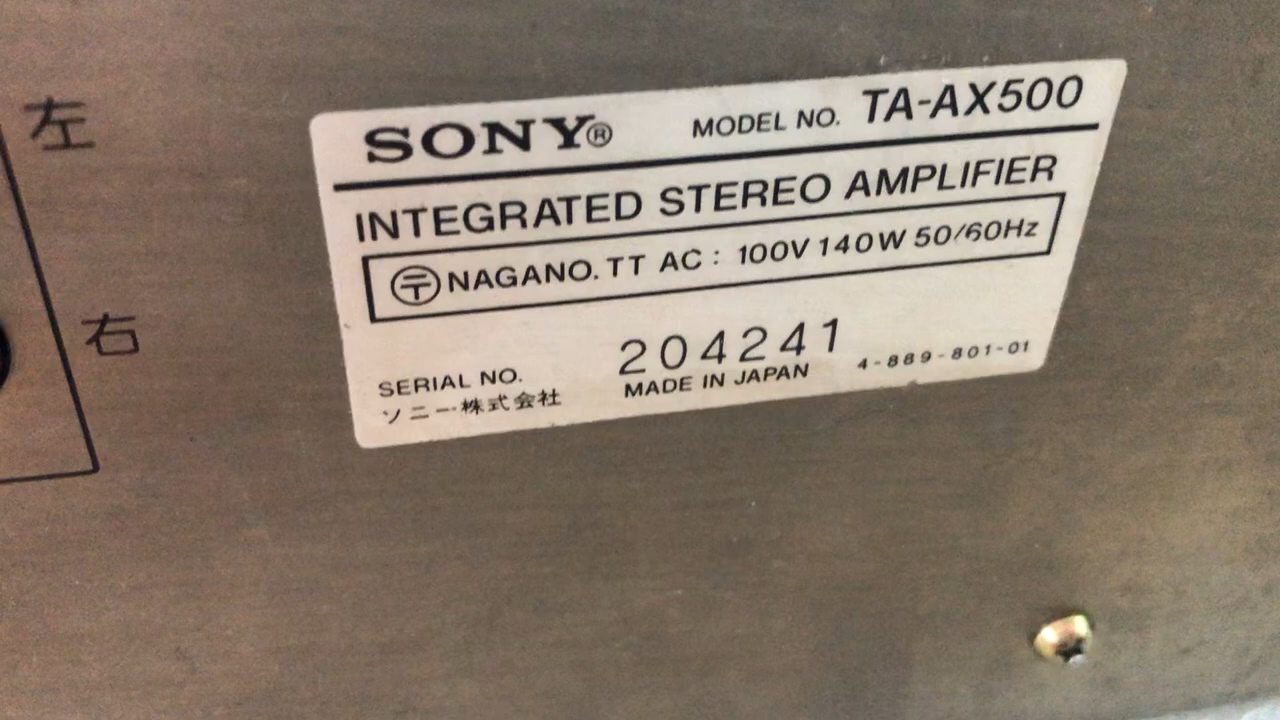 左
右
SONY®
MODEL NO. TA-AX500
INTEGRATED STEREO AMPLIFIER
〶 NAGANO. TT AC : 100V 140W 50/60Hz
SERIAL NO. 204241
ソニー株式会社 MADE IN JAPAN 4-889-801-01